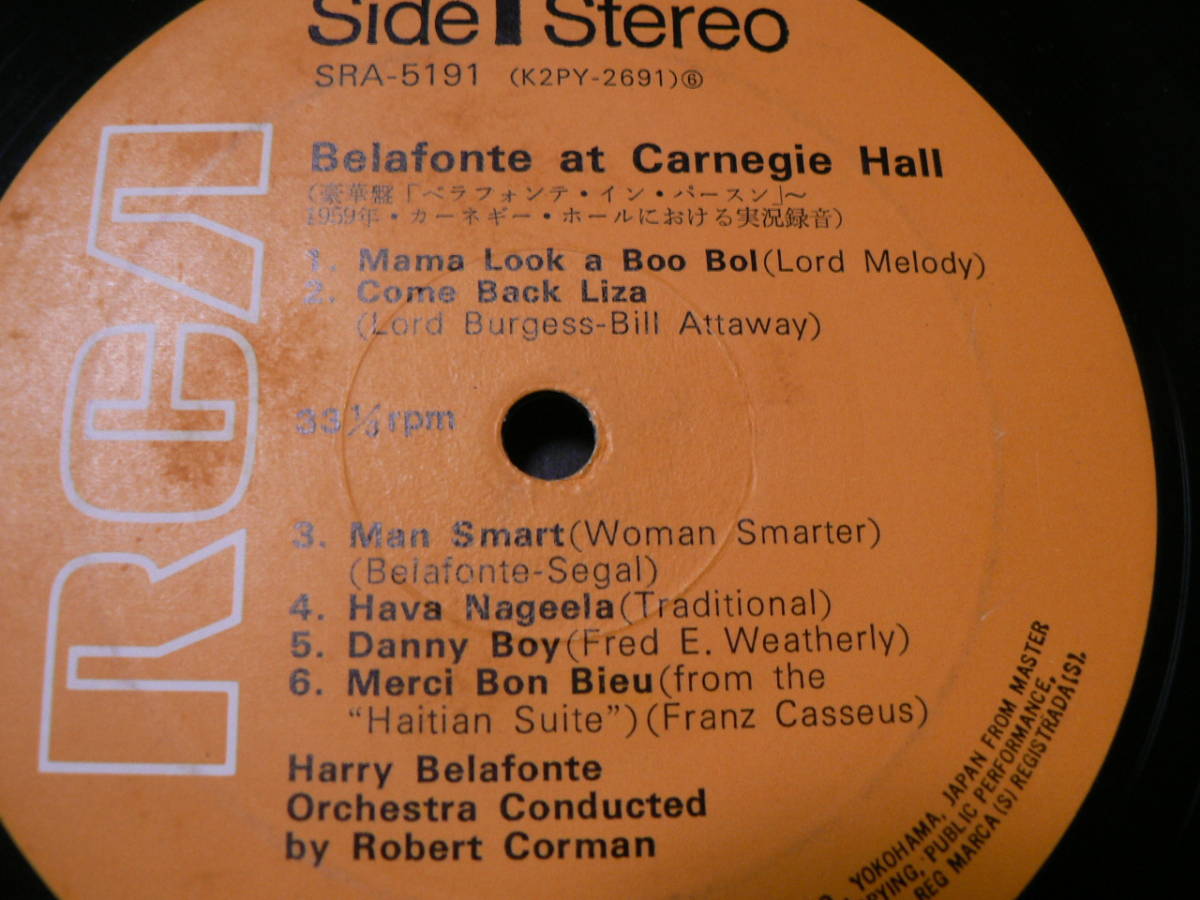 Side 1 Stereo
SRA-5191 (K2PY-2691)⑥
RCA
Belafonte at Carnegie Hall
(豪華盤「ベラフォンテ・イン・パースン」～
1959年・カーネギー・ホールにおける実況録音)
1. Mama Look a Boo Bol (Lord Melody)
2. Come Back Liza
(Lord Burgess-Bill Attaway)
33 1/3 rpm
3. Man Smart (Woman Smarter)
(Belafonte-Segal)
4. Hava Nageela (Traditional)
5. Danny Boy (Fred E. Weatherly)
6. Merci Bon Bieu (from the
"Haitian Suite") (Franz Casseus)
Harry Belafonte
Orchestra Conducted
by Robert Corman
YOKOHAMA, JAPAN FROM MASTER
PYING, PUBLIC PERFORMANCE,
REG MARCA(S) REGISTRADA(S).